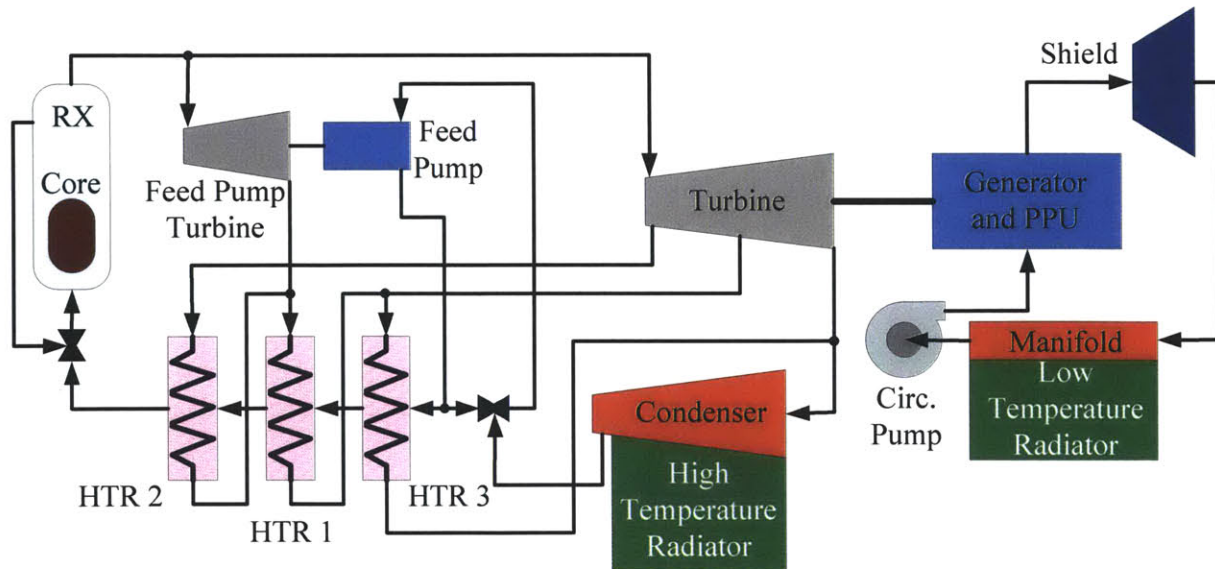 Shield
RX
Core
Feed
Pump
Feed Pump
Turbine
Turbine
Generator
and PPU
HTR 2
HTR 1
HTR 3
Condenser
High
Temperature
Radiator
Circ.
Pump
Manifold
Low
Temperature
Radiator